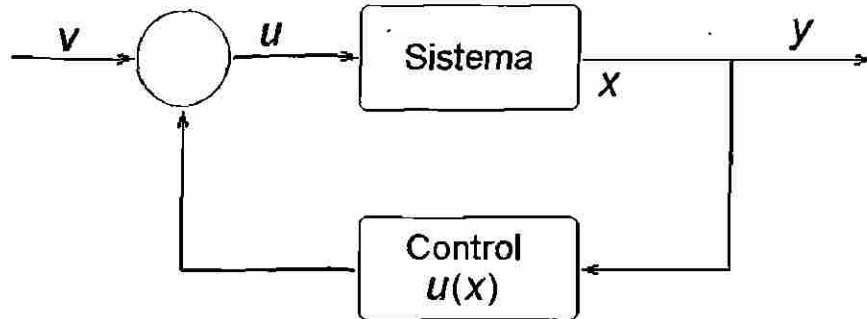 v
u
Sistema
x
y
Control
u(x)